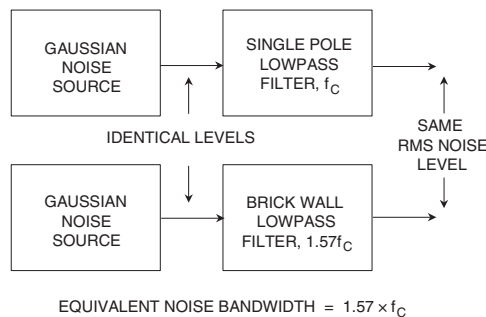 GAUSSIAN
NOISE
SOURCE
SINGLE POLE
LOWPASS
FILTER, fC
IDENTICAL LEVELS
SAME
RMS NOISE
LEVEL
GAUSSIAN
NOISE
SOURCE
BRICK WALL
LOWPASS
FILTER, 1.57fC
EQUIVALENT NOISE BANDWIDTH = 1.57 × fC